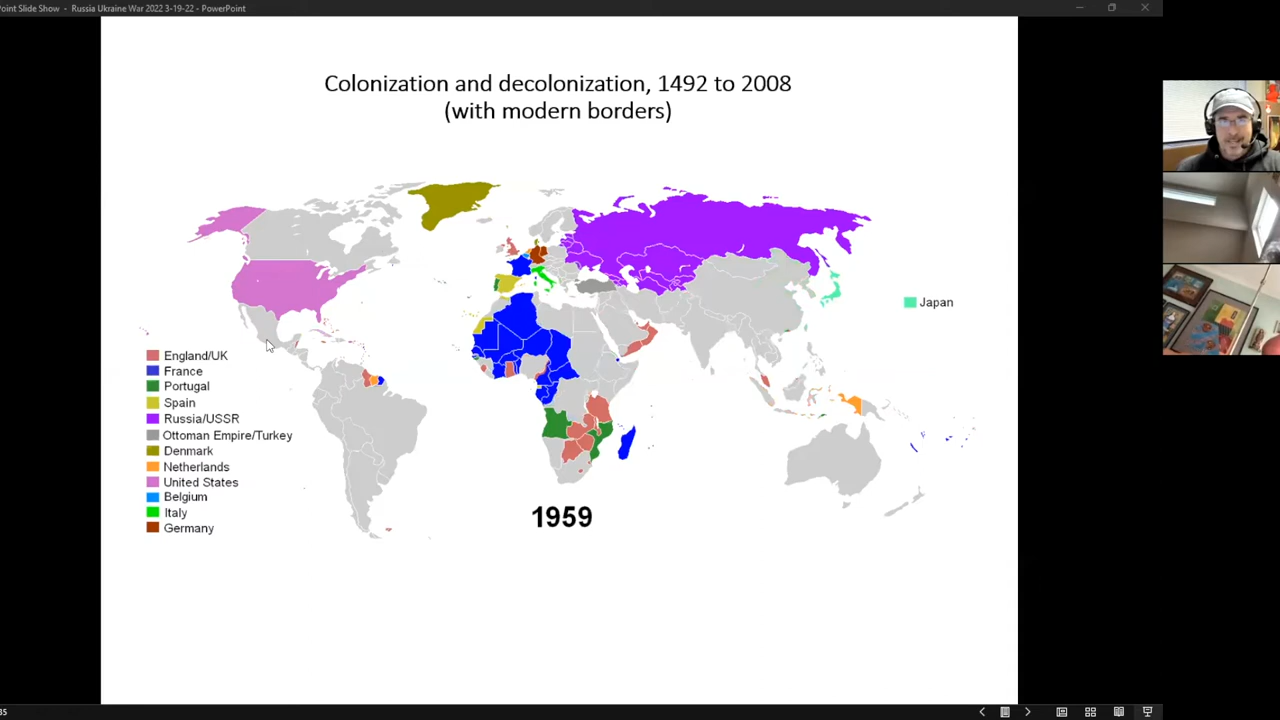 Point Slide Show - Russia Ukraine War 2022 3-19-22 - PowerPoint
Colonization and decolonization, 1492 to 2008
(with modern borders)
Japan
England/UK
France
Portugal
Spain
Russia/USSR
Ottoman Empire/Turkey
Denmark
Netherlands
United States
Belgium
Italy
Germany
1959
35